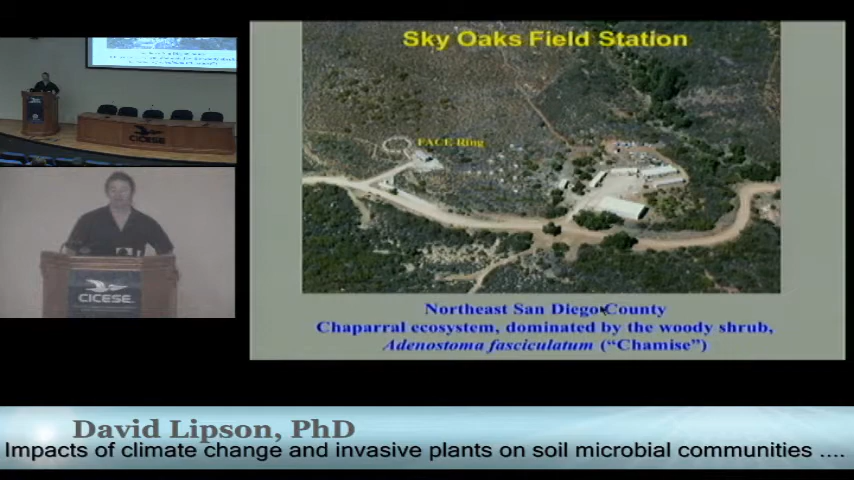 Sky Oaks Field Station
FACE Ring
Northeast San Diego County
Chaparral ecosystem, dominated by the woody shrub,
Adenostoma fasciculatum ("Chamise")
CICESE
CICESE
David Lipson, PhD
Impacts of climate change and invasive plants on soil microbial communities ....